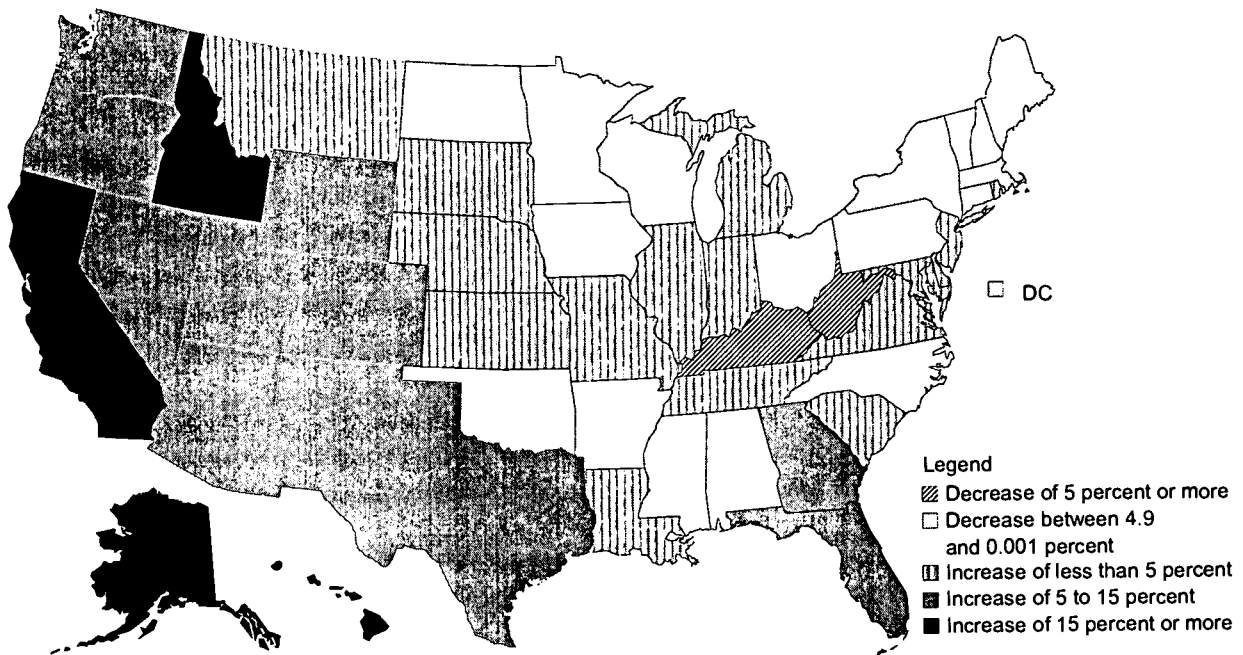 DC
Legend
Decrease of 5 percent or more
Decrease between 4.9
and 0.001 percent
Increase of less than 5 percent
Increase of 5 to 15 percent
Increase of 15 percent or more